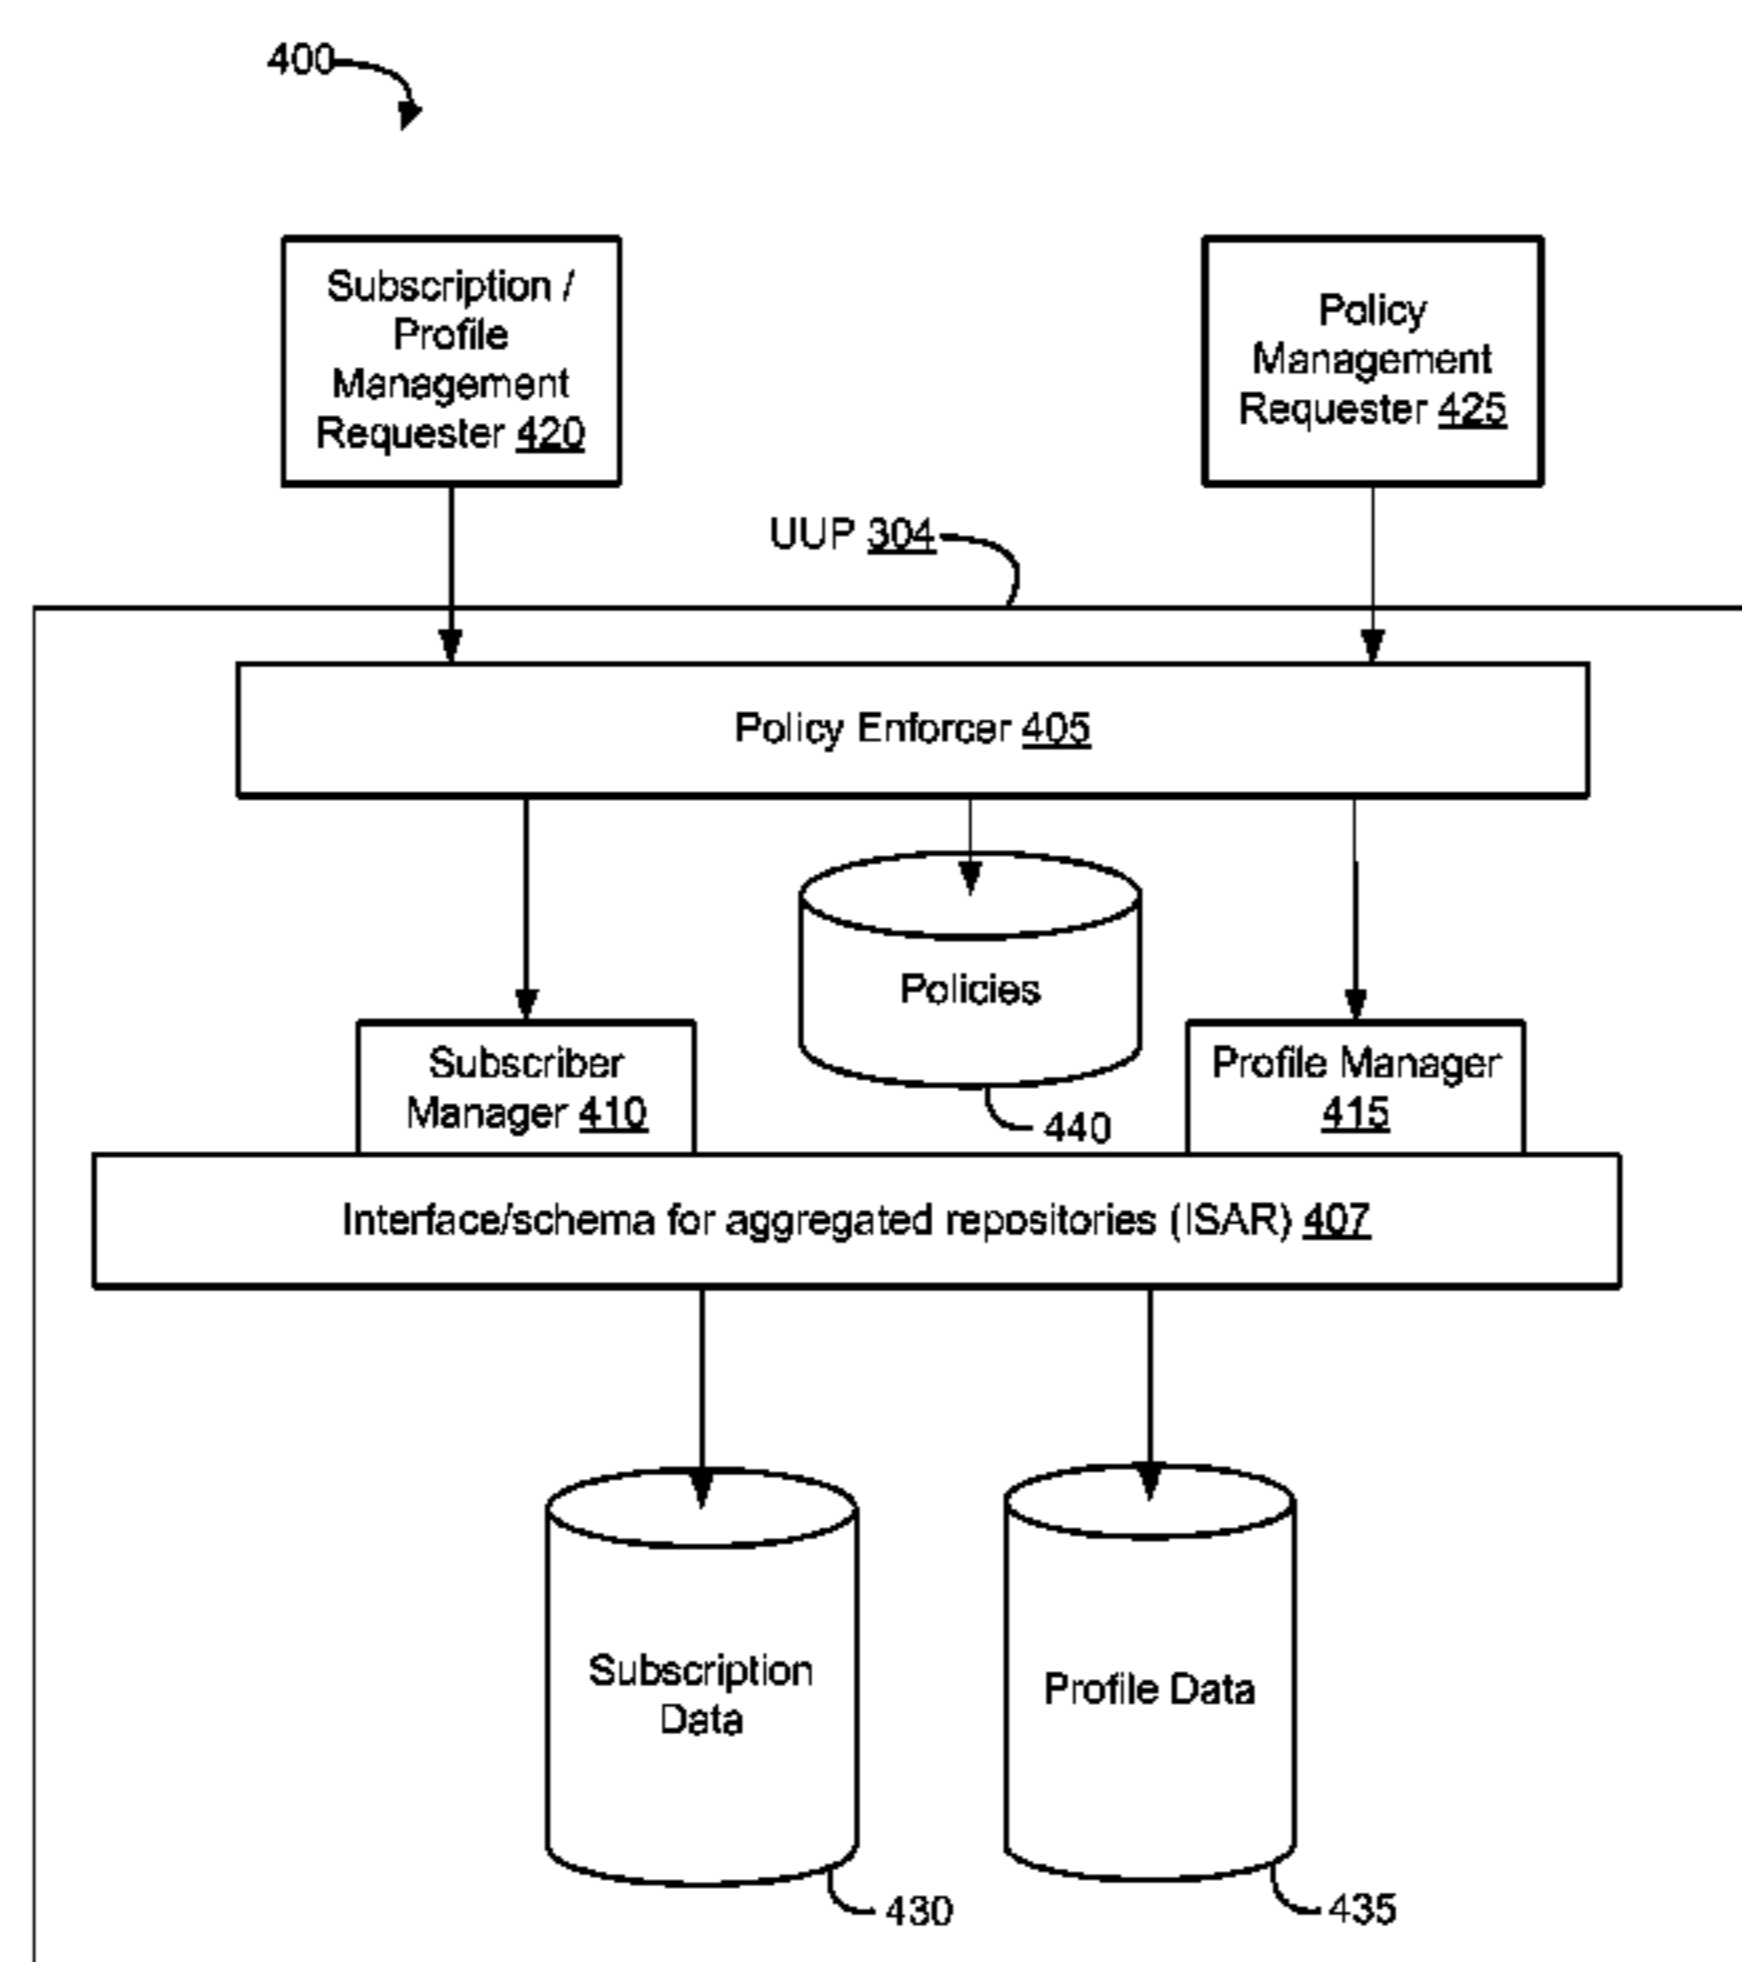 400
Subscription /
Profile
Management
Requester 420
Policy
Management
Requester 425
UUP 304
Policy Enforcer 405
Policies
440
Subscriber
Manager 410
Profile Manager
415
Interface/schema for aggregated repositories (ISAR) 407
Subscription
Data
430
Profile Data
435